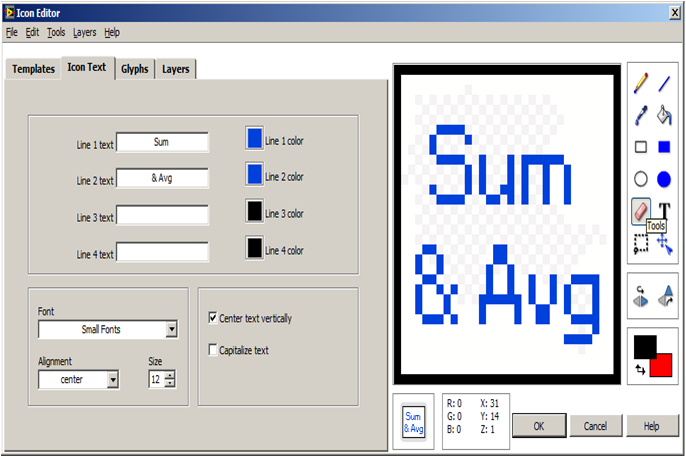 Icon Editor
X
File Edit Tools Layers Help
Templates Icon Text Glyphs Layers
Line 1 text Sum Line 1 color
Line 2 text & Avg Line 2 color
Line 3 text Line 3 color
Line 4 text Line 4 color
Font
Small Fonts
Alignment Size
center 12
Center text vertically
Capitalize text
Sum
& Avg
T
Tools
Sum
& Avg
R: 0 X: 31
G: 0 Y: 14
B: 0 Z: 1
OK Cancel Help